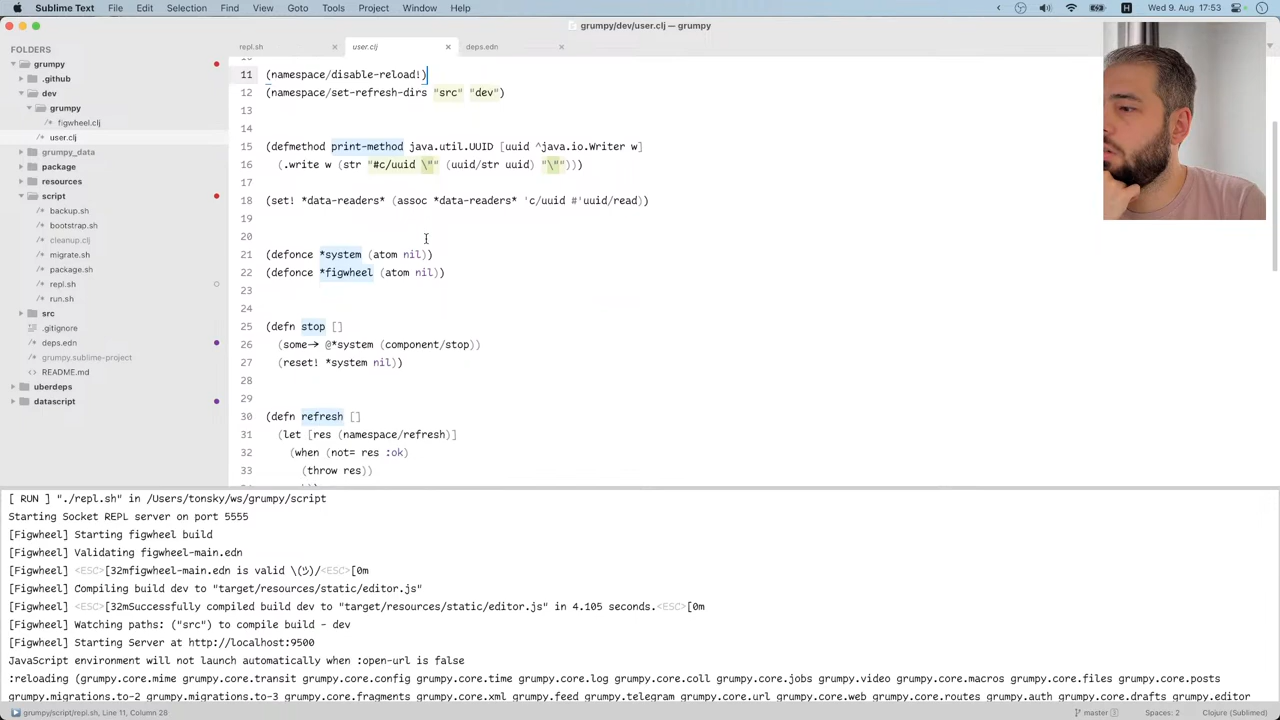 Sublime Text File Edit Selection Find View Goto Tools Project Window Help
Wed 9. Aug 17:53
grumpy/dev/user.clj — grumpy
FOLDERS
grumpy
.github
dev
grumpy
figwheel.clj
user.clj
grumpy_data
package
resources
script
backup.sh
bootstrap.sh
cleanup.clj
migrate.sh
package.sh
repl.sh
run.sh
src
.gitignore
deps.edn
grumpy.sublime-project
README.md
uberdeps
datascript
repl.sh × user.clj × deps.edn ×
11 (namespace/disable-reload!)
12 (namespace/set-refresh-dirs "src" "dev")
13
14
15 (defmethod print-method java.util.UUID [uuid ^java.io.Writer w]
16 (.write w (str "#c/uuid \"" (uuid/str uuid) "\"")))
17
18 (set! *data-readers* (assoc *data-readers* 'c/uuid #'uuid/read))
19
20
21 (defonce *system (atom nil))
22 (defonce *figwheel (atom nil))
23
24
25 (defn stop []
26 (some-> @*system (component/stop))
27 (reset! *system nil))
28
29
30 (defn refresh []
31 (let [res (namespace/refresh)]
32 (when (not= res :ok)
33 (throw res))
[ RUN ] "./repl.sh" in /Users/tonsky/ws/grumpy/script
Starting Socket REPL server on port 5555
[Figwheel] Starting figwheel build
[Figwheel] Validating figwheel-main.edn
[Figwheel] <ESC>[32mfigwheel-main.edn is valid \(ツ)/<ESC>[0m
[Figwheel] Compiling build dev to "target/resources/static/editor.js"
[Figwheel] <ESC>[32mSuccessfully compiled build dev to "target/resources/static/editor.js" in 4.105 seconds.<ESC>[0m
[Figwheel] Watching paths: ("src") to compile build - dev
[Figwheel] Starting Server at http://localhost:9500
JavaScript environment will not launch automatically when :open-url is false
:reloading (grumpy.core.mime grumpy.core.transit grumpy.core.config grumpy.core.time grumpy.core.log grumpy.core.coll grumpy.core.jobs grumpy.video grumpy.core.macros grumpy.core.files grumpy.core.posts
grumpy.migrations.to-2 grumpy.migrations.to-3 grumpy.core.fragments grumpy.core.xml grumpy.feed grumpy.telegram grumpy.core.url grumpy.core.web grumpy.core.routes grumpy.auth grumpy.core.drafts grumpy.editor
grumpy/script/repl.sh, Line 11, Column 28
master
Spaces: 2
Clojure (Sublimed)